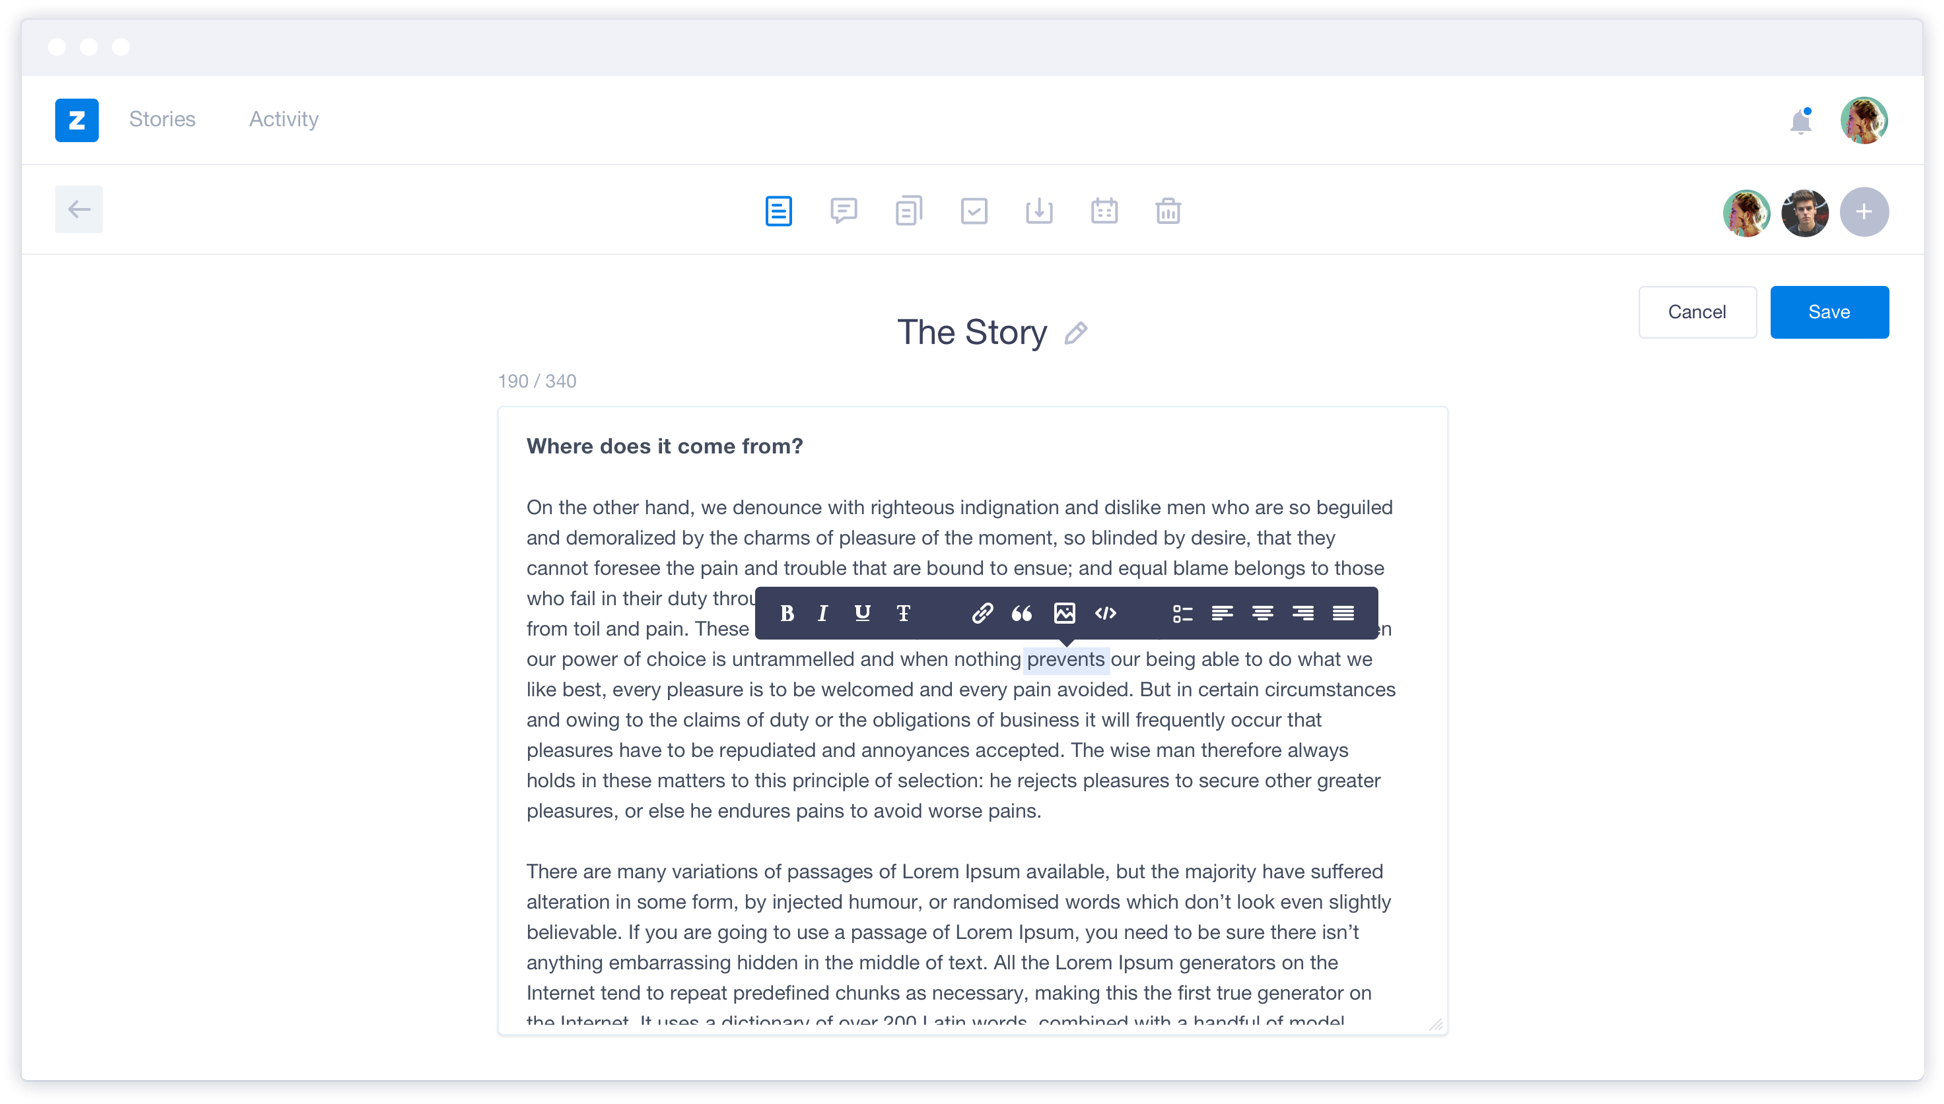 Z
Stories
Activity
Cancel
Save
The Story
190 / 340
Where does it come from?
On the other hand, we denounce with righteous indignation and dislike men who are so beguiled
and demoralized by the charms of pleasure of the moment, so blinded by desire, that they
cannot foresee the pain and trouble that are bound to ensue; and equal blame belongs to those
who fail in their duty
B I U T
from toil and pain. These
our power of choice is untrammelled and when nothing prevents our being able to do what we
like best, every pleasure is to be welcomed and every pain avoided. But in certain circumstances
and owing to the claims of duty or the obligations of business it will frequently occur that
pleasures have to be repudiated and annoyances accepted. The wise man therefore always
holds in these matters to this principle of selection: he rejects pleasures to secure other greater
pleasures, or else he endures pains to avoid worse pains.
There are many variations of passages of Lorem Ipsum available, but the majority have suffered
alteration in some form, by injected humour, or randomised words which don’t look even slightly
believable. If you are going to use a passage of Lorem Ipsum, you need to be sure there isn’t
anything embarrassing hidden in the middle of text. All the Lorem Ipsum generators on the
Internet tend to repeat predefined chunks as necessary, making this the first true generator on
the Internet. It uses a dictionary of over 200 Latin words, combined with a handful of model